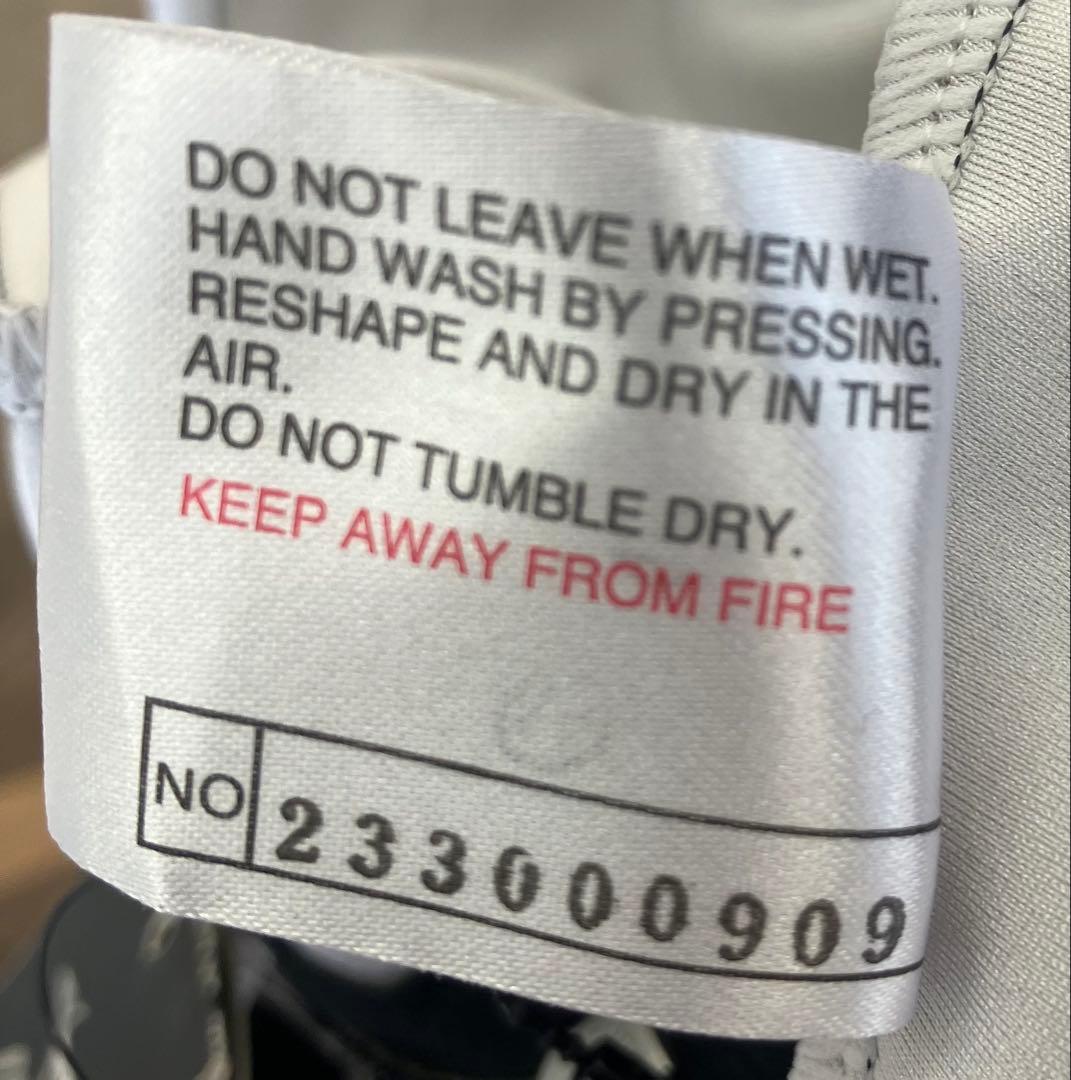 DO NOT LEAVE WHEN WET.
HAND WASH BY PRESSING.
RESHAPE AND DRY IN THE
AIR.
DO NOT TUMBLE DRY.
KEEP AWAY FROM FIRE
NO 233000909